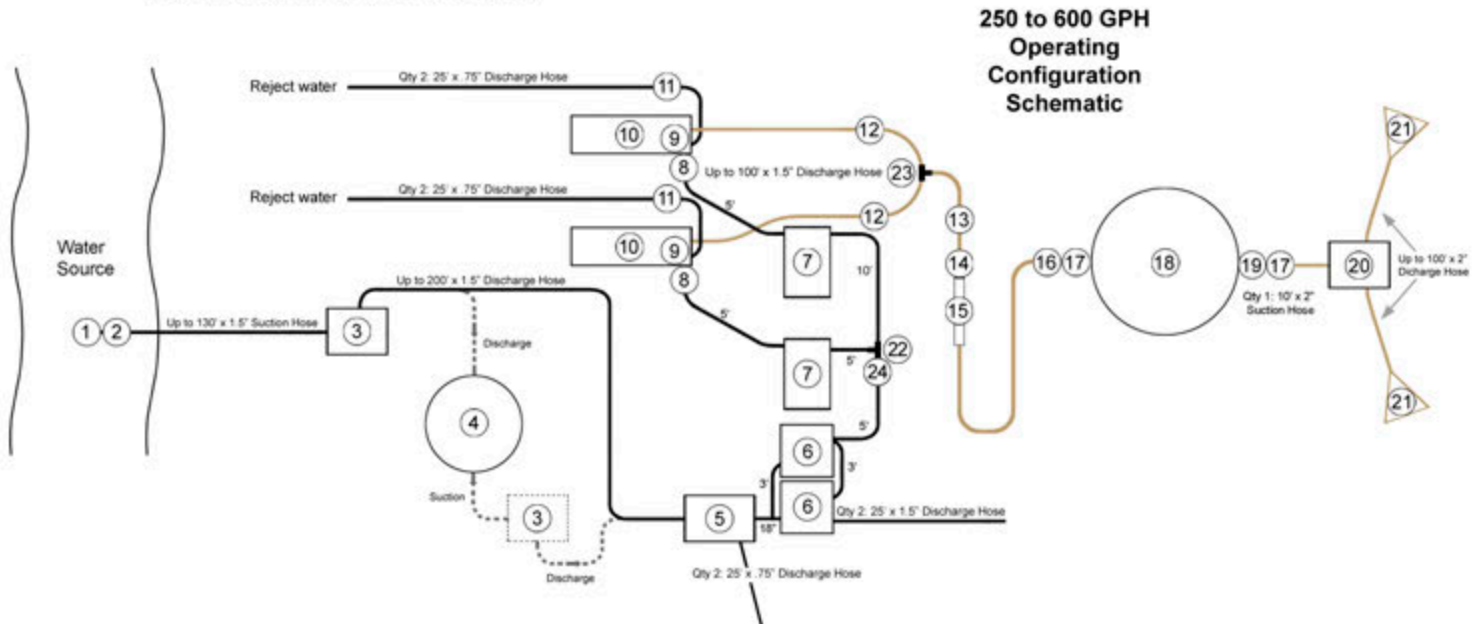 250 to 600 GPH
Operating
Configuration
Schematic
Reject water
Qty 2: 25' x .75" Discharge Hose
11
10
9
12
21
8
Up to 100' x 1.5" Discharge Hose
23
Reject water
Qty 2: 25' x .75" Discharge Hose
11
5'
12
13
10
9
Water
Source
7
10'
14
16
17
18
19
17
20
Up to 100' x 2"
Dicharge Hose
8
Up to 200' x 1.5" Discharge Hose
15
Qty 1: 10' x 2"
Suction Hose
1
2
Up to 130' x 1.5" Suction Hose
3
5'
Discharge
22
5'
7
24
21
4
5'
6
3'
3'
Suction
3
5
18"
6
Qty 2: 25' x 1.5" Discharge Hose
Discharge
Qty 2: 25' x .75" Discharge Hose